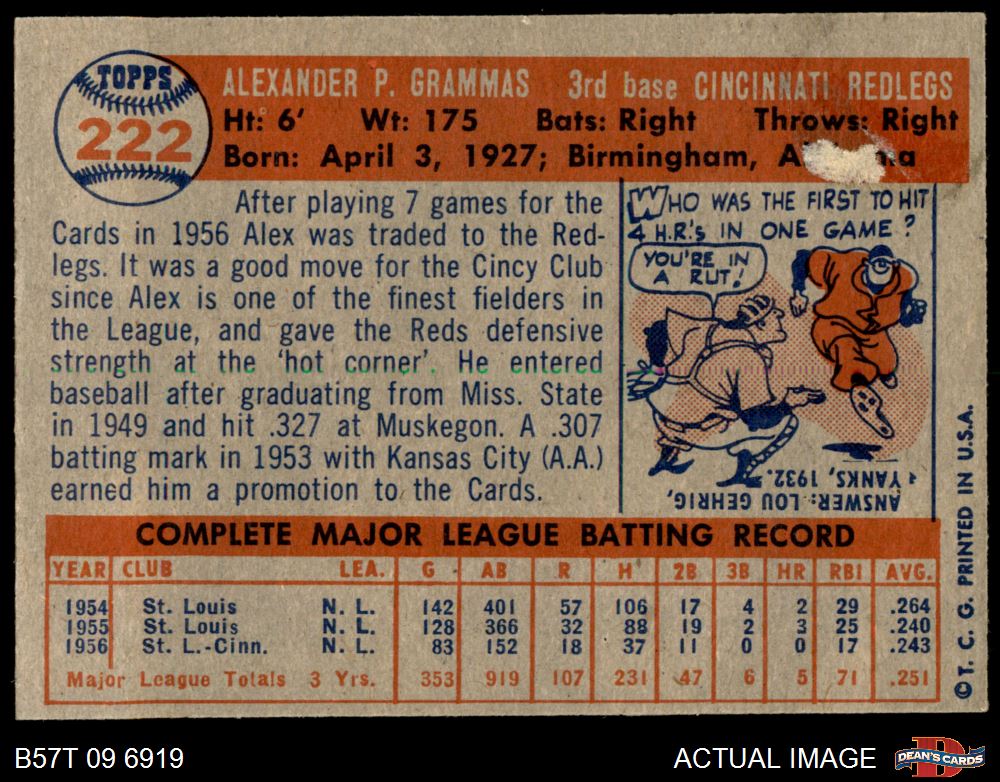 TOPPS
222
ALEXANDER P. GRAMMAS 3rd base CINCINNATI REDLEGS
Ht: 6' Wt: 175 Bats: Right Throws: Right
Born: April 3, 1927; Birmingham,
After playing 7 games for the
Cards in 1956 Alex was traded to the Red-
legs. It was a good move for the Cincy Club
since Alex is one of the finest fielders in
the League, and gave the Reds defensive
strength at the 'hot corner'. He entered
baseball after graduating from Miss. State
in 1949 and hit .327 at Muskegon. A .307
batting mark in 1953 with Kansas City (A.A.)
earned him a promotion to the Cards.
WHO WAS THE FIRST TO HIT
4 H.R.'s IN ONE GAME?
YOU'RE IN
A RUT!
ANSWER: LOU GEHRIG,
YANKS, 1932.
COMPLETE MAJOR LEAGUE BATTING RECORD
YEAR CLUB LEA. G AB R H 2B 3B HR RBI AVG.
1954 St. Louis N. L. 142 401 57 106 17 4 2 29 .264
1955 St. Louis N. L. 128 366 32 88 19 2 3 25 .240
1956 St. L.-Cinn. N. L. 83 152 18 37 11 0 0 17 .243
Major League Totals 3 Yrs. 353 919 107 231 47 6 5 71 .251
©T. C. G. PRINTED IN U.S.A.
B57T 09 6919
ACTUAL IMAGE
D
DEAN'S CARDS